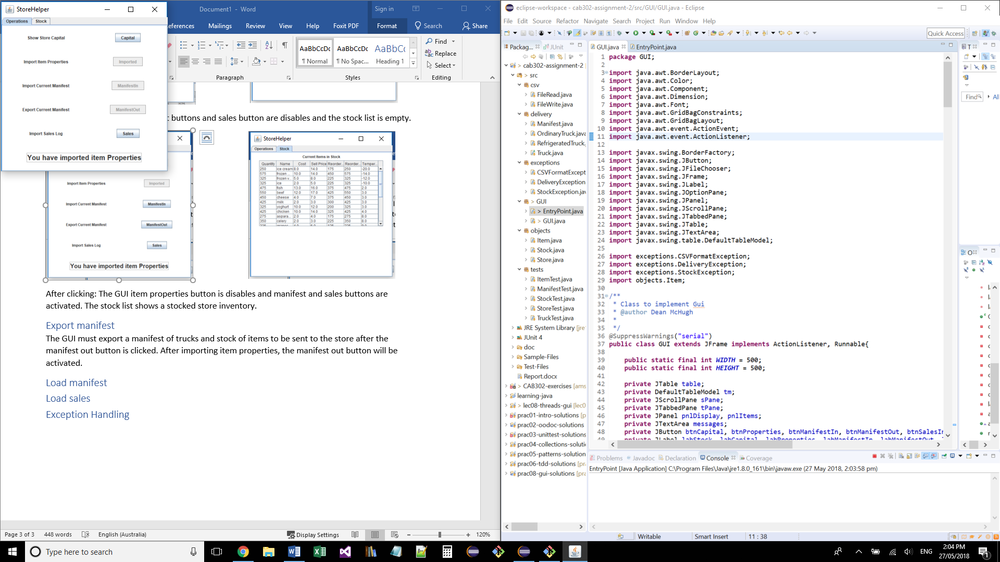 StoreHelper
Operations Stock
Show Store Capital Capital
Import Item Properties Imported
Import Current Manifest ManifestIn
Export Current Manifest ManifestOut
Import Sales Log Sales
You have imported item Properties
Document1 - Word Sign in
eferences Mailings Review View Help Foxit PDF Format Search Share
AaBbCcDc AaBbCcDc AaBbCc
¶ Normal ¶ No Spac... Heading 1
Find
Replace
Select
Paragraph Styles Editing
t buttons and sales button are disables and the stock list is empty.
Import Item Properties Imported
Import Current Manifest ManifestIn
Export Current Manifest ManifestOut
Import Sales Log Sales
You have imported item Properties
StoreHelper
Operations Stock
Current Items in Stock
Quantity Name Cost Sell Price Reorder... Reorder... Temper...
250 ice cream 8.0 14.0 175 250 -20.0
575 frozen ... 10.0 14.0 450 575 -14.0
325 frozen v... 5.0 8.0 225 325 -12.0
325 ice 2.0 5.0 225 325 -10.0
475 fish 13.0 16.0 375 475 2.0
550 beef 12.0 17.0 425 550 3.0
450 cheese 4.0 7.0 375 450 3.0
425 milk 2.0 3.0 300 425 3.0
325 yoghurt 10.0 12.0 200 325 3.0
425 chicken 10.0 14.0 325 425 4.0
275 aspara... 2.0 4.0 175 275 8.0
350 celery 2.0 3.0 225 350 8.0
After clicking: The GUI item properties button is disables and manifest and sales buttons are
activated. The stock list shows a stocked store inventory.
Export manifest
The GUI must export a manifest of trucks and stock of items to be sent to the store after the
manifest out button is clicked. After importing item properties, the manifest out button will be
activated.
Load manifest
Load sales
Exception Handling
Page 3 of 3 448 words English (Australia) Display Settings 120%
eclipse-workspace - cab302-assignment-2/src/GUI/GUI.java - Eclipse
File Edit Source Refactor Navigate Search Project Run Window Help
Quick Access
Packag... JUnit
> cab302-assignment-2
> src
csv
FileRead.java
FileWrite.java
delivery
Manifest.java
OrdinaryTruck.java
RefrigeratedTruck.
Truck.java
exceptions
CSVFormatExcept
DeliveryException
StockException.jav
> GUI
> EntryPoint.java
> GUI.java
objects
Item.java
Stock.java
Store.java
tests
ItemTest.java
ManifestTest.java
StockTest.java
StoreTest.java
TruckTest.java
JRE System Library [jre
JUnit 4
doc
Sample-Files
Test-Files
Report.docx
> CAB302-exercises [ams
learning-java
> lec08-threads-gui [lec0
prac01-intro-solutions [p
prac02-oodoc-solutions
prac03-unittest-solutions
prac04-collections-soluti
prac05-patterns-solution
prac06-tdd-solutions [pr
prac08-gui-solutions [pra
GUI.java EntryPoint.java
1 package GUI;
2
3 import java.awt.BorderLayout;
4 import java.awt.Color;
5 import java.awt.Component;
6 import java.awt.Dimension;
7 import java.awt.Font;
8 import java.awt.GridBagConstraints;
9 import java.awt.GridBagLayout;
10 import java.awt.event.ActionEvent;
11 import java.awt.event.ActionListener;
12
13 import javax.swing.BorderFactory;
14 import javax.swing.JButton;
15 import javax.swing.JFileChooser;
16 import javax.swing.JFrame;
17 import javax.swing.JLabel;
18 import javax.swing.JOptionPane;
19 import javax.swing.JPanel;
20 import javax.swing.JScrollPane;
21 import javax.swing.JTabbedPane;
22 import javax.swing.JTable;
23 import javax.swing.JTextArea;
24 import javax.swing.table.DefaultTableModel;
25
26 import exceptions.CSVFormatException;
27 import exceptions.DeliveryException;
28 import exceptions.StockException;
29 import objects.Item;
30
31 /**
32 * Class to implement Gui
33 * @author Dean McHugh
34 *
35 */
36 @SuppressWarnings("serial")
37 public class GUI extends JFrame implements ActionListener, Runnable{
38
39 public static final int WIDTH = 500;
40 public static final int HEIGHT = 500;
41
42 private JTable table;
43 private DefaultTableModel tm;
44 private JScrollPane sPane;
45 private JTabbedPane tPane;
46 private JPanel pnlDisplay, pnlItems;
47 private JTextArea messages;
48 private JButton btnCapital, btnProperties, btnManifestIn, btnManifestOut, btnSalesIn
Find All
Problems Javadoc Declaration Console Coverage
EntryPoint [Java Application] C:\Program Files\Java\jre1.8.0_161\bin\javaw.exe (27 May 2018, 2:03:58 pm)
Writable Smart Insert 11 : 38
Type here to search
ENG
2:04 PM
27/05/2018